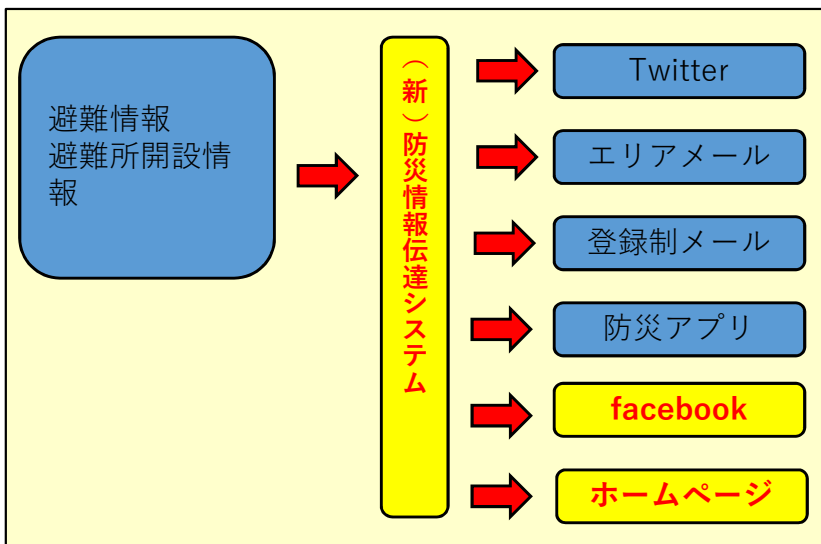 避難情報
避難所開設情
報
（新）防災情報伝達システム
Twitter
エリアメール
登録制メール
防災アプリ
facebook
ホームページ